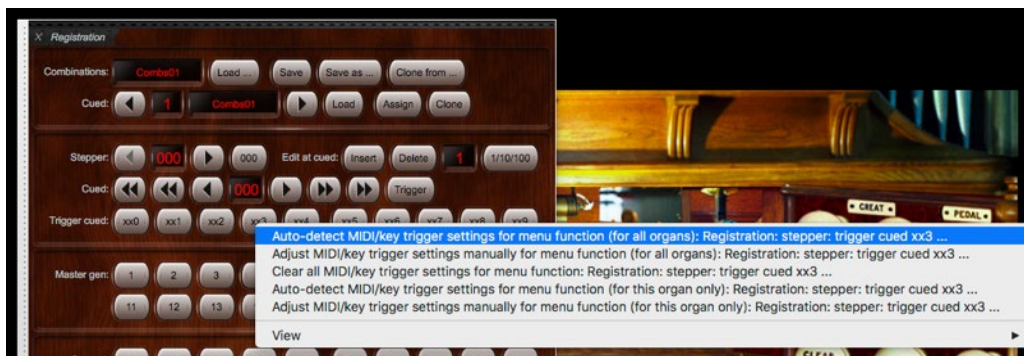 X Registration
Combinations: Combs01 Load ... Save Save as ... Clone from ...
Cued: 1 Combs01 Load Assign Clone
Stepper: 000 000 Edit at cued: Insert Delete 1 1/10/100
Cued: 000 Trigger
Trigger cued: xx0 xx1 xx2 xx3 xx4 xx5 xx6 xx7 xx8 xx9
• GREAT • • PEDAL •
Auto-detect MIDI/key trigger settings for menu function (for all organs): Registration: stepper: trigger cued xx3 ...
Adjust MIDI/key trigger settings manually for menu function (for all organs): Registration: stepper: trigger cued xx3 ...
Clear all MIDI/key trigger settings for menu function: Registration: stepper: trigger cued xx3 ...
Auto-detect MIDI/key trigger settings for menu function (for this organ only): Registration: stepper: trigger cued xx3 ...
Adjust MIDI/key trigger settings manually for menu function (for this organ only): Registration: stepper: trigger cued xx3 ...
View
Master gen: 1 2 3
11 12 13